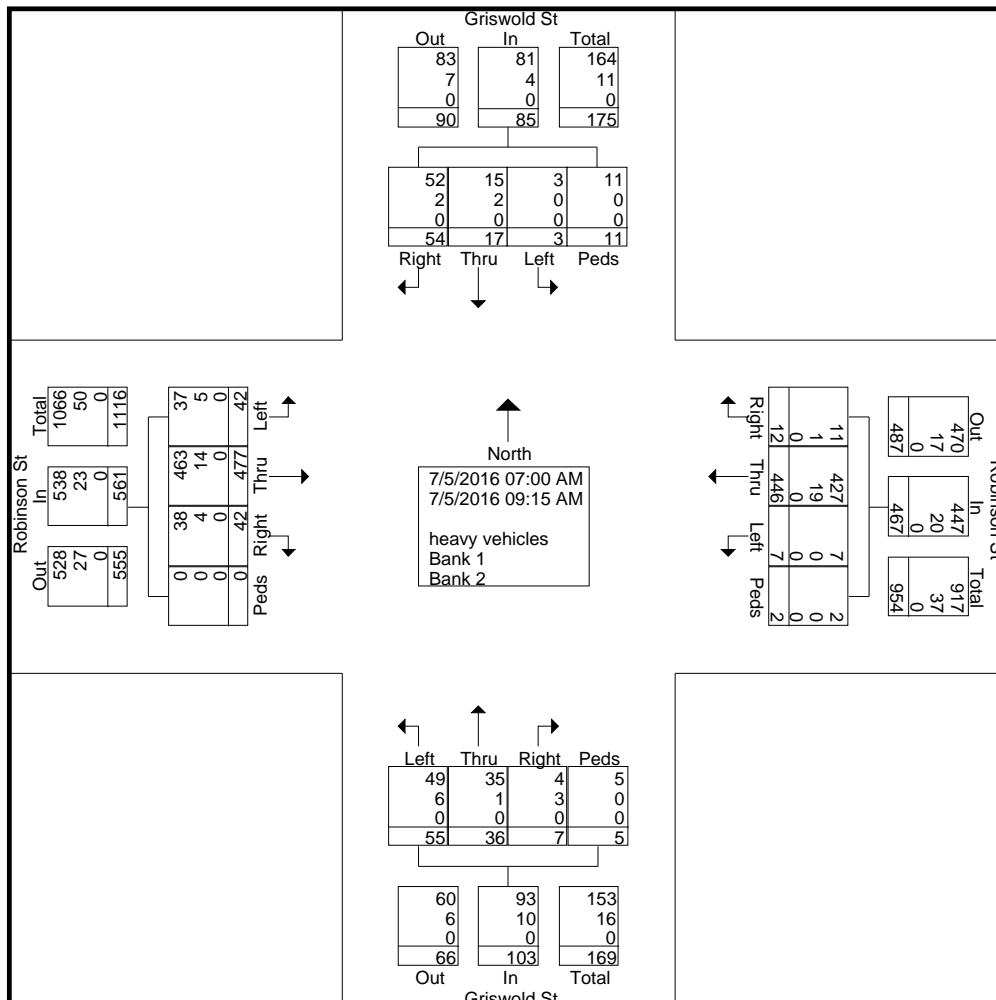 Griswold St
Out In Total
83 81 164
7 4 11
0 0 0
90 85 175
52 15 3 11
2 2 0 0
0 0 0 0
54 17 3 11
Right Thru Left Peds
Robinson St
Total In Out
1066 538 528
50 23 27
0 0 0
1116 561 555
37 463 38 0
5 14 4 0
0 0 0 0
42 477 42 0
Left Thru Right Peds
North
7/5/2016 07:00 AM
7/5/2016 09:15 AM
heavy vehicles
Bank 1
Bank 2
Robinson St
Out In Total
470 447 917
17 20 37
0 0 0
487 467 954
11 427 7 2
1 19 0 0
0 0 0 0
12 446 7 2
Right Thru Left Peds
Left Thru Right Peds
49 35 4 5
6 1 3 0
0 0 0 0
55 36 7 5
60 93 153
6 10 16
0 0 0
66 103 169
Out In Total
Griswold St